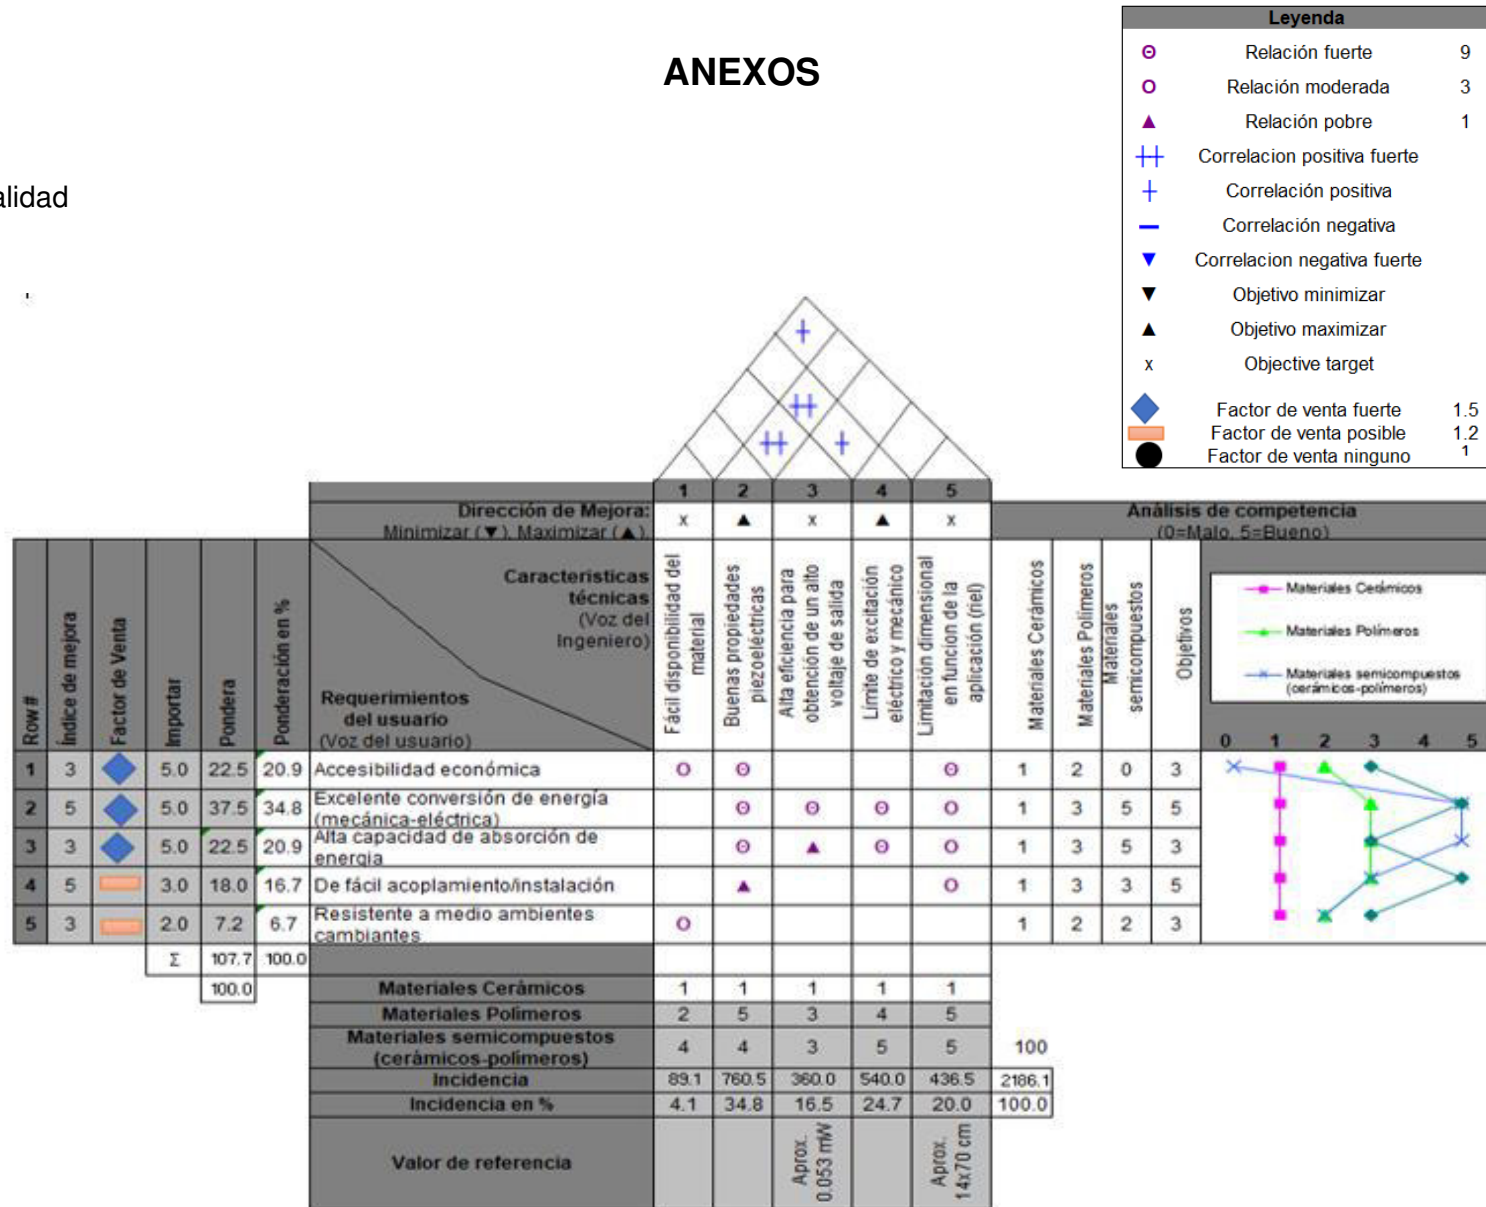 Leyenda
ʘ Relación fuerte 9
O Relación moderada 3
▲ Relación pobre 1
Correlacion positiva fuerte
Correlación positiva
Correlación negativa
▼ Correlacion negativa fuerte
▼ Objetivo minimizar
▲ Objetivo maximizar
x Objective target
Factor de venta fuerte 1.5
Factor de venta posible 1.2
Factor de venta ninguno 1
ANEXOS
alidad
1 2 3 4 5
Dirección de Mejora:
Minimizar (▼), Maximizar (▲)
x ▲ x ▲ x
Análisis de competencia
(0=Malo, 5=Bueno)
Row #
Índice de mejora
Factor de Venta
Importar
Pondera
Ponderación en %
Características
técnicas
(Voz del
Ingeniero)
Requerimientos
del usuario
(Voz del usuario)
Fácil disponibilidad del
material
Buenas propiedades
piezoeléctricas
Alta eficiencia para
obtención de un alto
voltaje de salida
Límite de excitación
eléctrico y mecánico
Limitación dimensional
en funcion de la
aplicación (riel)
Materiales Cerámicos
Materiales Polímeros
Materiales
semicompuestos
Objetivos
Materiales Cerámicos
Materiales Polímeros
Materiales semicompuestos
(cerámicos-polímeros)
0 1 2 3 4 5
1 3 5.0 22.5 20.9 Accesibilidad económica O ʘ ʘ 1 2 0 3
2 5 5.0 37.5 34.8 Excelente conversión de energía
(mecánica-eléctrica) ʘ ʘ ʘ O 1 3 5 5
3 3 5.0 22.5 20.9 Alta capacidad de absorción de
energia ʘ ▲ ʘ O 1 3 5 3
4 5 3.0 18.0 16.7 De fácil acoplamiento/instalación ▲ O 1 3 3 5
5 3 2.0 7.2 6.7 Resistente a medio ambientes
cambiantes O 1 2 2 3
Σ 107.7 100.0
100.0
Materiales Cerámicos 1 1 1 1 1
Materiales Polímeros 2 5 3 4 5
Materiales semicompuestos
(cerámicos-polímeros) 4 4 3 5 5 100
Incidencia 89.1 760.5 360.0 540.0 436.5 2186.1
Incidencia en % 4.1 34.8 16.5 24.7 20.0 100.0
Valor de referencia
Aprox.
0.053 mW
Aprox.
14x70 cm